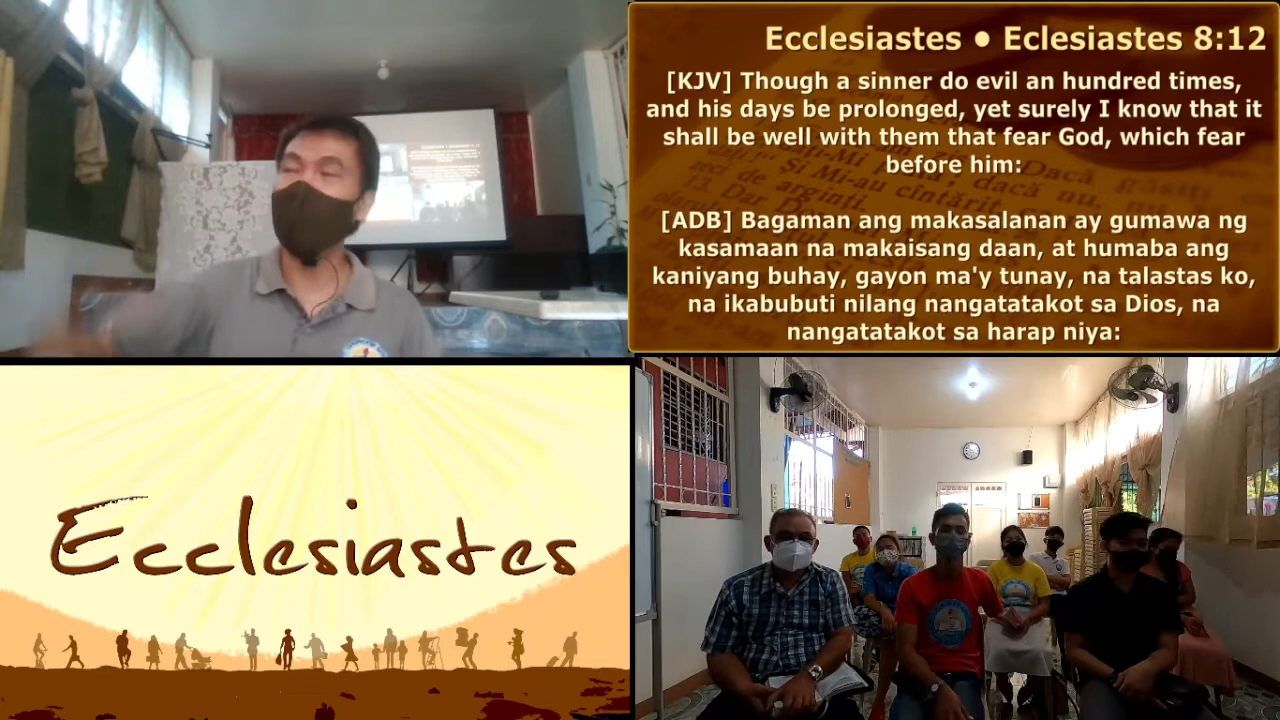 Ecclesiastes • Eclesiastes 8:12
[KJV] Though a sinner do evil an hundred times,
and his days be prolonged, yet surely I know that it
shall be well with them that fear God, which fear
before him:
[ADB] Bagaman ang makasalanan ay gumawa ng
kasamaan na makaisang daan, at humaba ang
kaniyang buhay, gayon ma'y tunay, na talastas ko,
na ikabubuti nilang nangatatakot sa Dios, na
nangatatakot sa harap niya:
Ecclesiastes